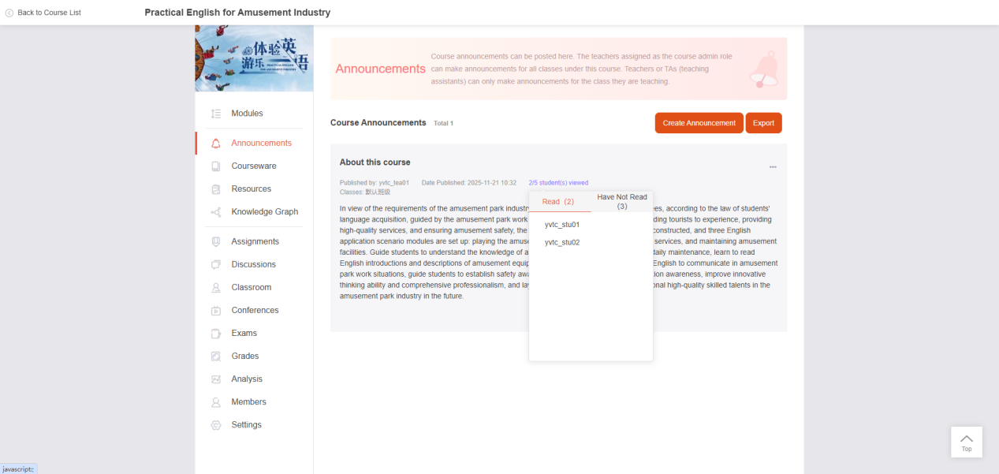 Back to Course List
Practical English for Amusement Industry
体验英语
游乐
PRACTICAL ENGLISH
FOR AMUSEMENT INDUSTRY
Modules
Announcements
Courseware
Resources
Knowledge Graph
Assignments
Discussions
Classroom
Conferences
Exams
Grades
Analysis
Members
Settings
Announcements
Course announcements can be posted here. The teachers assigned as the course admin role
can make announcements for all classes under this course. Teachers or TAs (teaching
assistants) can only make announcements for the class they are teaching.
Course Announcements Total 1
Create Announcement
Export
About this course
Published by: yvtc_tea01 Date Published: 2025-11-21 10:32 2/5 student(s) viewed
Classes: 默认班级
Read (2)
Have Not Read
(3)
yvtc_stu01
yvtc_stu02
In view of the requirements of the amusement park industr es, according to the law of students'
language acquisition, guided by the amusement park work ding tourists to experience, providing
high-quality services, and ensuring amusement safety, the constructed, and three English
application scenario modules are set up: playing the amuse services, and maintaining amusement
facilities. Guide students to understand the knowledge of a daily maintenance, learn to read
English introductions and descriptions of amusement equip English to communicate in amusement
park work situations, guide students to establish safety awa ion awareness, improve innovative
thinking ability and comprehensive professionalism, and la onal high-quality skilled talents in the
amusement park industry in the future.
Top
javascript:;